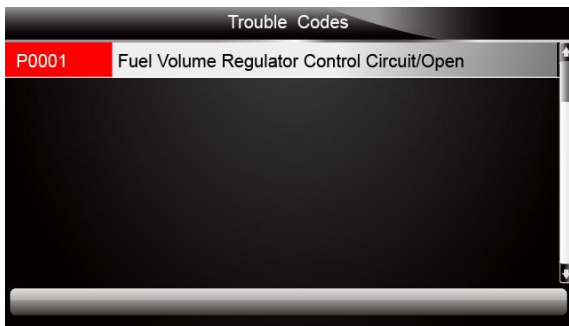 Trouble Codes
P0001 Fuel Volume Regulator Control Circuit/Open